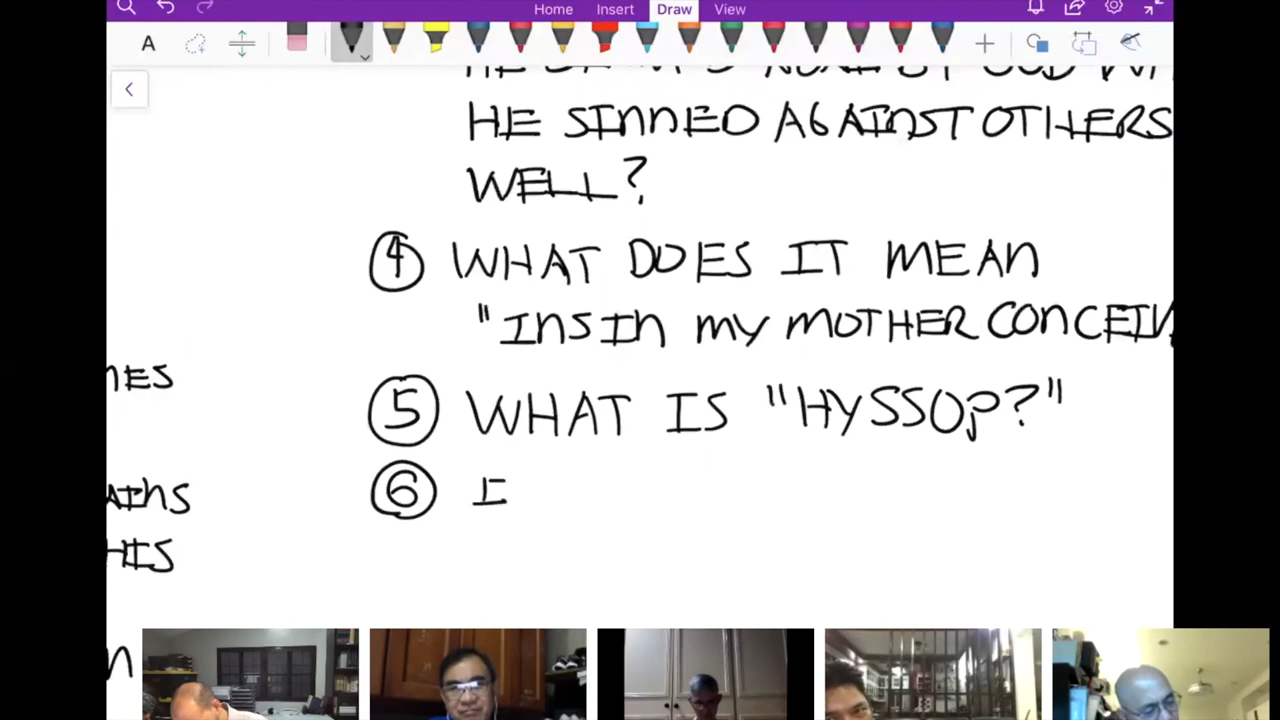 Home Insert Draw View
A
HE SINNED AGAINST OTHERS
WELL?
4 WHAT DOES IT MEAN
"IN SIN MY MOTHER CONCEIV
5 WHAT IS "HYSSOP?"
6 I
MES
AINS
HIS
N